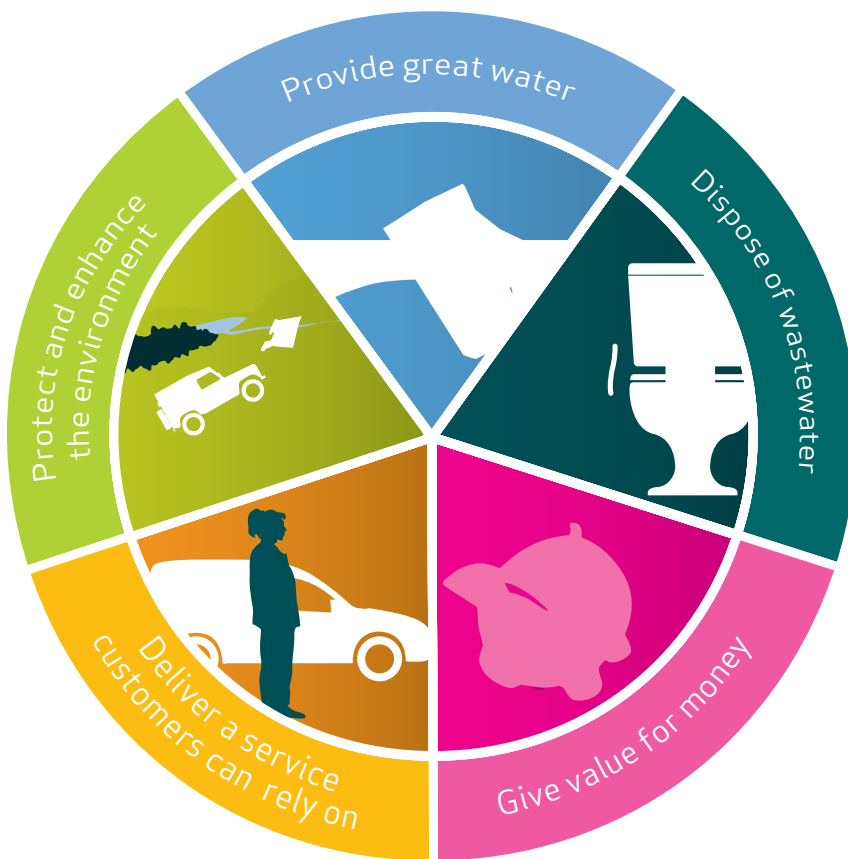 Provide great water
Dispose of wastewater
Give value for money
Deliver a service
customers can rely on
Protect and enhance
the environment